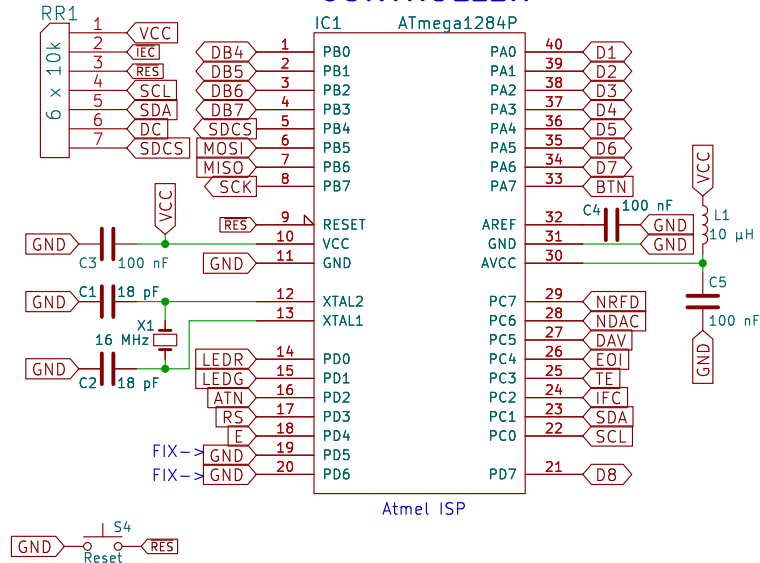 RR1
6 x 10k
1 VCC
2 IEC
3 RES
4 SCL
5 SDA
6 DC
7 SDCS
IC1 ATmega1284P
DB4 1 PB0 PA0 40 D1
DB5 2 PB1 PA1 39 D2
DB6 3 PB2 PA2 38 D3
DB7 4 PB3 PA3 37 D4
SDCS 5 PB4 PA4 36 D5
MOSI 6 PB5 PA5 35 D6
MISO 7 PB6 PA6 34 D7
SCK 8 PB7 PA7 33 BTN
RES 9 RESET AREF 32 C4 100 nF GND
VCC
GND C3 100 nF 10 VCC GND 31 GND
GND 11 GND AVCC 30
VCC
L1
10 µH
C5
100 nF
GND
GND C1 18 pF 12 XTAL2 PC7 29 NRFD
13 XTAL1 PC6 28 NDAC
X1
16 MHz
PC5 27 DAV
GND C2 18 pF
LEDR 14 PD0 PC4 26 EOI
LEDG 15 PD1 PC3 25 TE
ATN 16 PD2 PC2 24 IFC
RS 17 PD3 PC1 23 SDA
E 18 PD4 PC0 22 SCL
FIX-> GND 19 PD5
FIX-> GND 20 PD6 PD7 21 D8
Atmel ISP
GND S4 RES
Reset